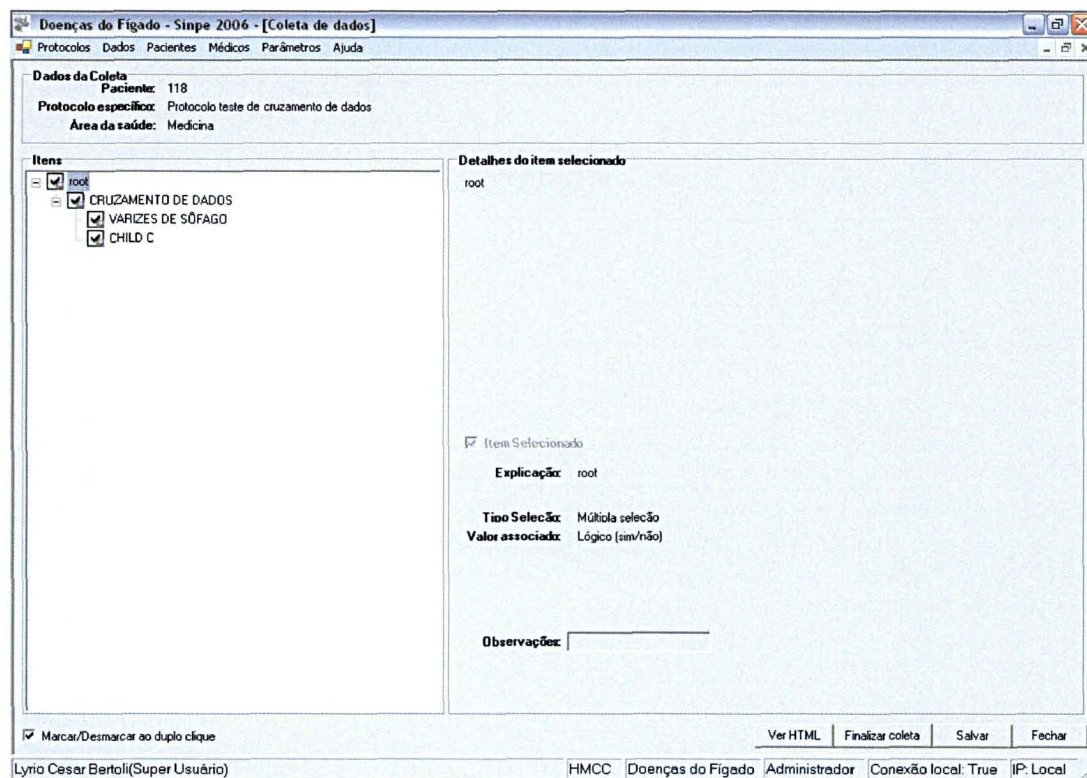 Doenças do Fígado - Sinpe 2006 - [Coleta de dados]
Protocolos Dados Pacientes Médicos Parâmetros Ajuda
Dados da Coleta
Paciente: 118
Protocolo específico: Protocolo teste de cruzamento de dados
Área da saúde: Medicina
Itens
root
CRUZAMENTO DE DADOS
VARIZES DE SÔFAGO
CHILD C
Detalhes do item selecionado
root
Item Selecionado
Explicação: root
Tipo Seleção: Múltipla seleção
Valor associado: Lógico (sim/não)
Observações:
Marcar/Desmarcar ao duplo clique
Ver HTML Finalizar coleta Salvar Fechar
Lyrio Cesar Bertoli(Super Usuário) HMCC Doenças do Fígado Administrador Conexão local: True IP: Local